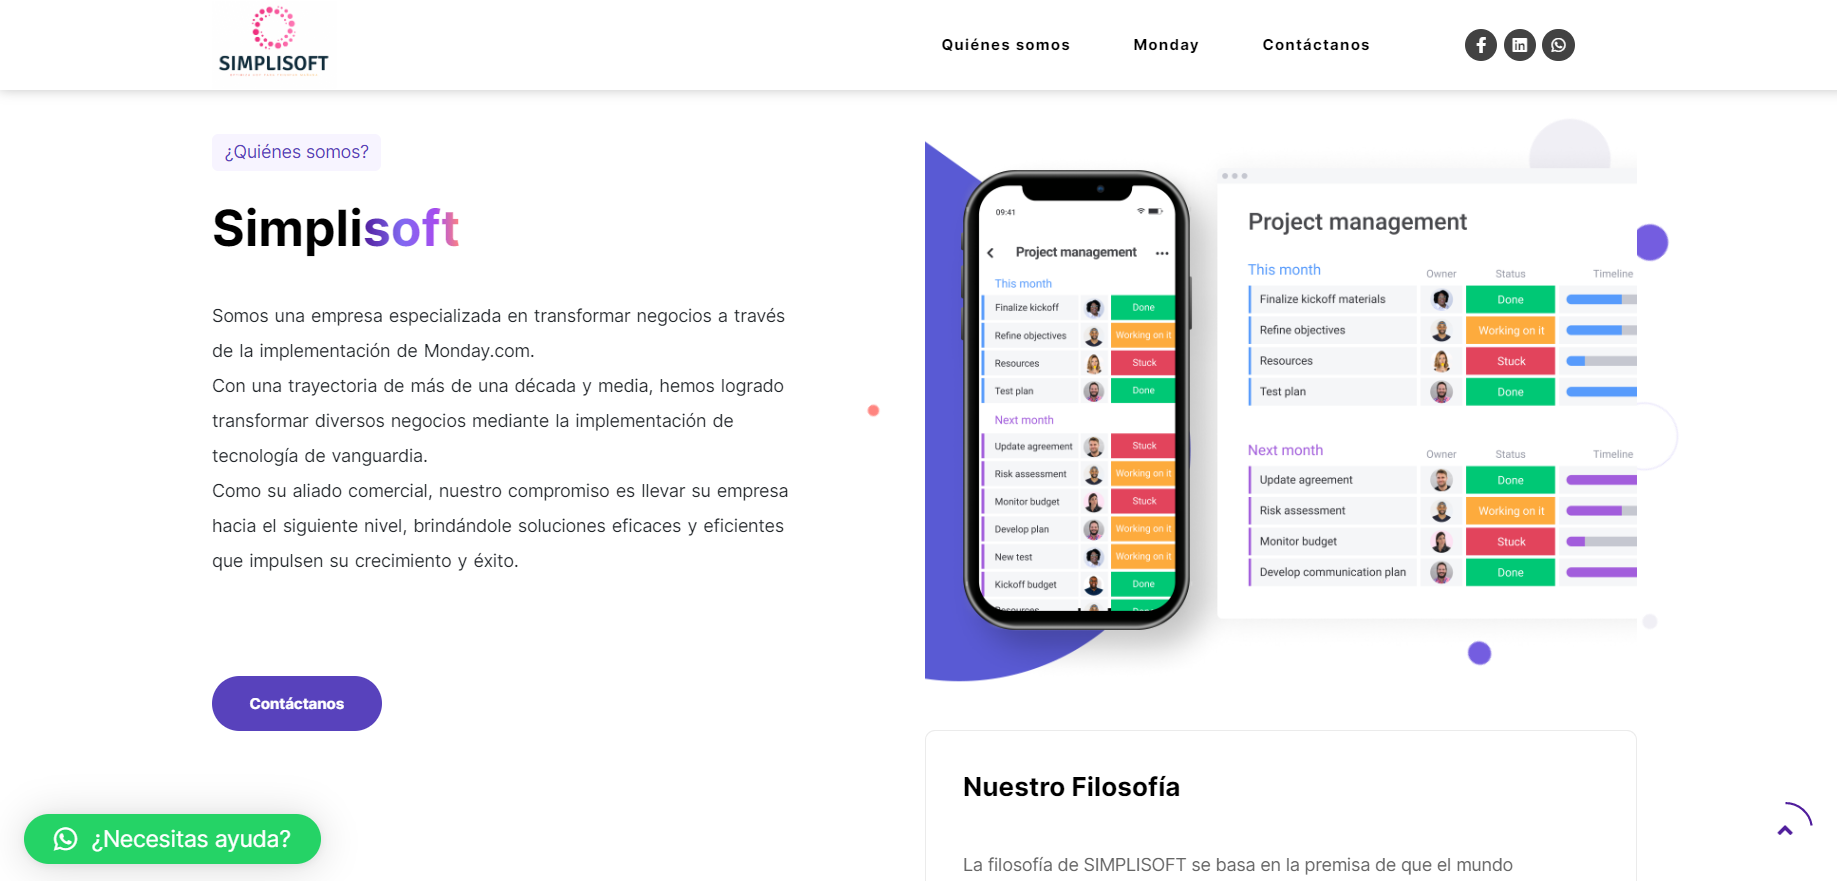 SIMPLISOFT
Quiénes somos
Monday
Contáctanos
¿Quiénes somos?
Simplisoft
Somos una empresa especializada en transformar negocios a través
de la implementación de Monday.com.
Con una trayectoria de más de una década y media, hemos logrado
transformar diversos negocios mediante la implementación de
tecnología de vanguardia.
Como su aliado comercial, nuestro compromiso es llevar su empresa
hacia el siguiente nivel, brindándole soluciones eficaces y eficientes
que impulsen su crecimiento y éxito.
Contáctanos
¿Necesitas ayuda?
09:41
Project management
This month
Finalize kickoff Done
Refine objectives Working on it
Resources Stuck
Test plan Done
Next month
Update agreement Stuck
Risk assessment Working on it
Monitor budget Stuck
Develop plan Working on it
New test Working on it
Kickoff budget Done
Resources
Project management
This month Owner Status Timeline
Finalize kickoff materials Done
Refine objectives Working on it
Resources Stuck
Test plan Done
Next month Owner Status Timeline
Update agreement Done
Risk assessment Working on it
Monitor budget Stuck
Develop communication plan Done
Nuestro Filosofía
La filosofía de SIMPLISOFT se basa en la premisa de que el mundo